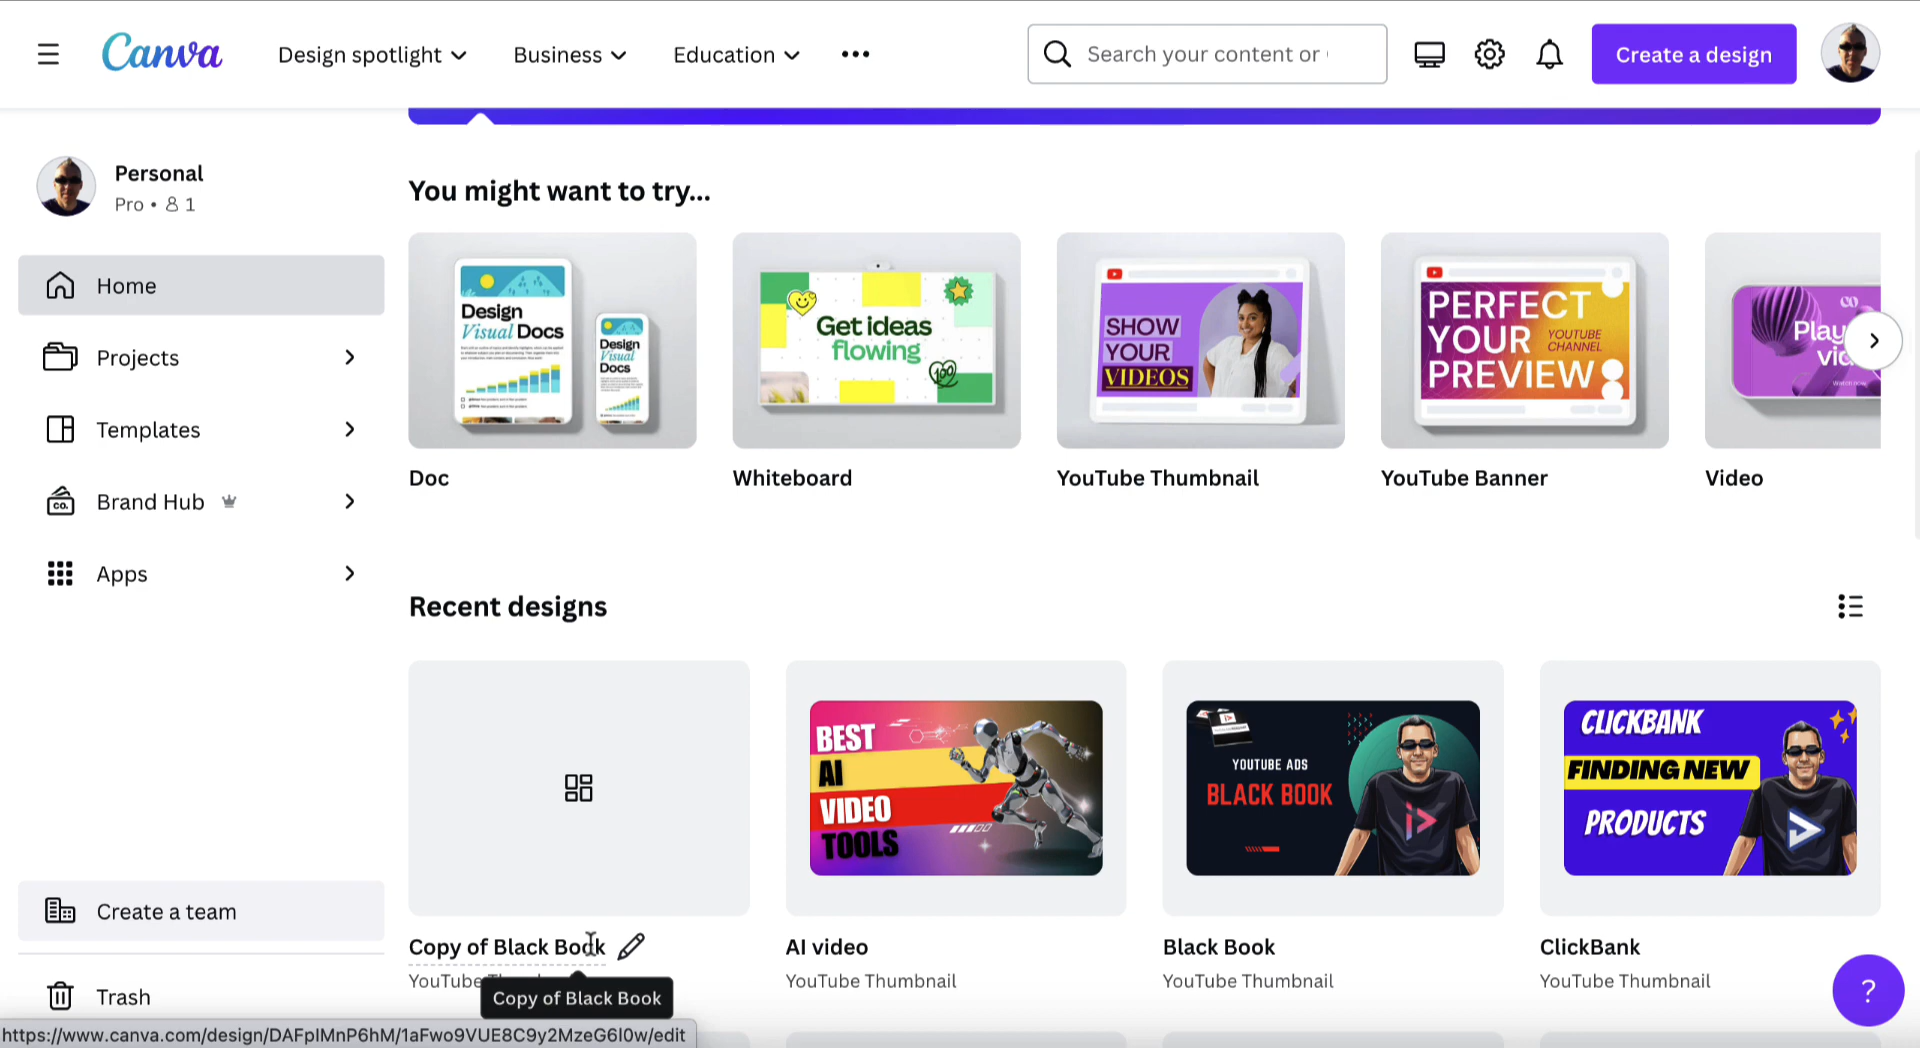 Canva
Design spotlight
Business
Education
Search your content or
Create a design
Personal
Pro • 1
Home
Projects
Templates
Brand Hub
Apps
Create a team
Trash
You might want to try...
Design
Visual Docs
Design
Visual
Docs
Doc
Get ideas
flowing
100
Whiteboard
SHOW
YOUR
VIDEOS
YouTube Thumbnail
PERFECT
YOUR
PREVIEW
YOUTUBE
CHANNEL
YouTube Banner
Play
vid
Video
Recent designs
Copy of Black Book
YouTube
Copy of Black Book
BEST
AI
VIDEO
TOOLS
AI video
YouTube Thumbnail
YOUTUBE ADS
BLACK BOOK
Black Book
YouTube Thumbnail
CLICKBANK
FINDING NEW
PRODUCTS
ClickBank
YouTube Thumbnail
?
https://www.canva.com/design/DAFpIMnP6hM/1aFwo9VUE8C9y2MzeG6l0w/edit